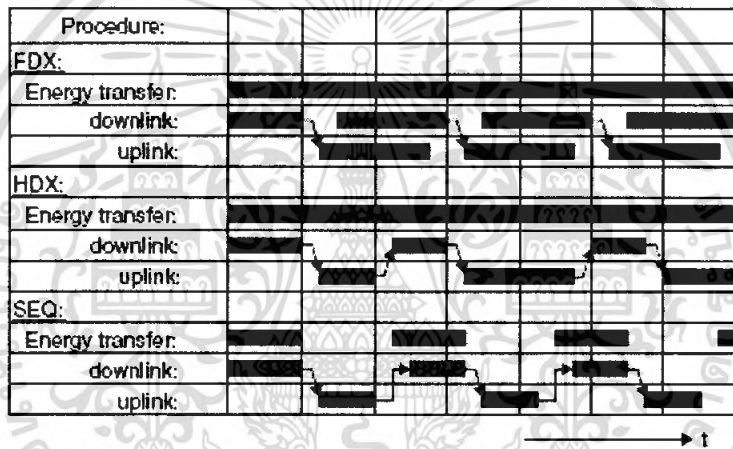 Procedure:
FDX:
Energy transfer:
downlink:
uplink:
HDX:
Energy transfer:
downlink:
uplink:
SEQ:
Energy transfer:
downlink:
uplink:
t